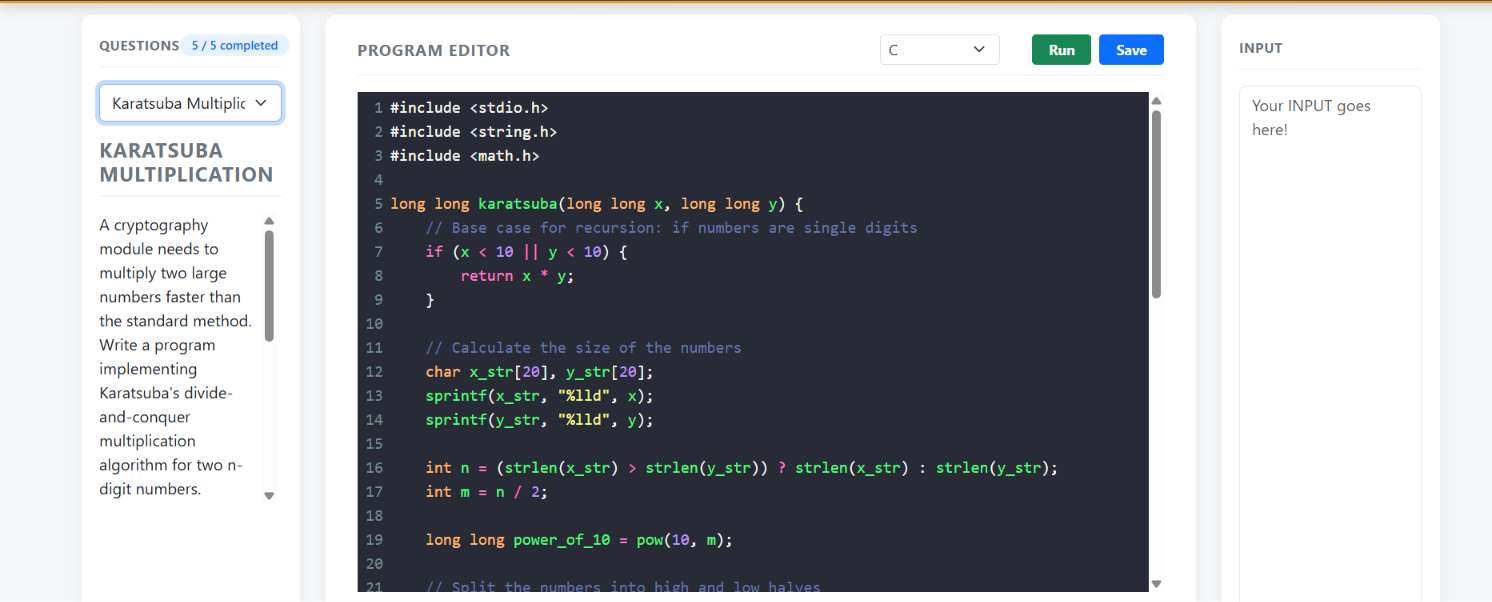 QUESTIONS 5 / 5 completed
Karatsuba Multiplic
KARATSUBA
MULTIPLICATION
A cryptography
module needs to
multiply two large
numbers faster than
the standard method.
Write a program
implementing
Karatsuba's divide-
and-conquer
multiplication
algorithm for two n-
digit numbers.
PROGRAM EDITOR
C
Run
Save
1 #include <stdio.h>
2 #include <string.h>
3 #include <math.h>
4
5 long long karatsuba(long long x, long long y) {
6     // Base case for recursion: if numbers are single digits
7     if (x < 10 || y < 10) {
8         return x * y;
9     }
10
11     // Calculate the size of the numbers
12     char x_str[20], y_str[20];
13     sprintf(x_str, "%lld", x);
14     sprintf(y_str, "%lld", y);
15
16     int n = (strlen(x_str) > strlen(y_str)) ? strlen(x_str) : strlen(y_str);
17     int m = n / 2;
18
19     long long power_of_10 = pow(10, m);
20
21     // Split the numbers into high and low halves
INPUT
Your INPUT goes
here!